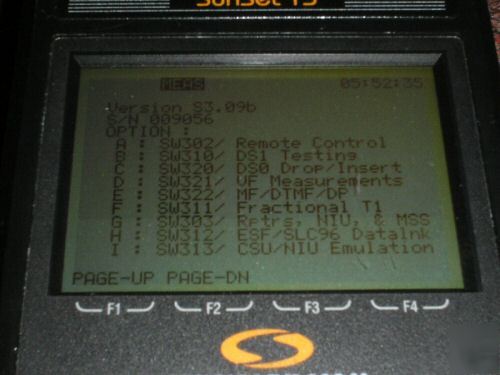 SunSet T3
MEAS 05:52:35
Version S3.09b
S/N 009056
OPTION :
A : SW302/ Remote Control
B : SW310/ DS1 Testing
C : SW320/ DS0 Drop/Insert
D : SW321/ VF Measurements
E : SW322/ MF/DTMF/DP
F : SW311/ Fractional T1
G : SW303/ Rptrs, NIU, & MSS
H : SW312/ ESF/SLC96 Datalnk
I : SW313/ CSU/NIU Emulation
PAGE-UP PAGE-DN
F1 F2 F3 F4